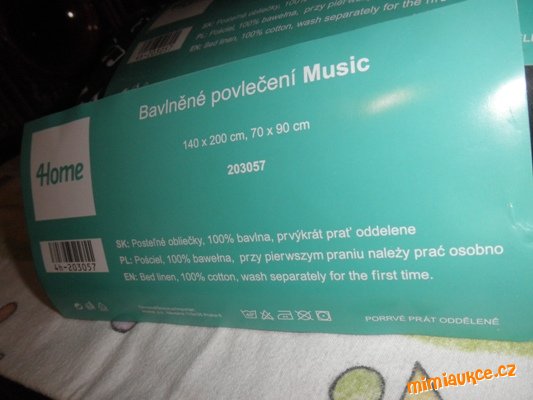 Bavlněné povlečení Music
140 x 200 cm, 70 x 90 cm
203057
4Home
4h-203057
SK: Posteľné obliečky, 100% bavlna, prvýkrát prať oddelene
PL: Pościel, 100% bawełna, przy pierwszym praniu należy prać osobno
EN: Bed linen, 100% cotton, wash separately for the first time.
PORRVÉ PRÁT ODDĚLENĚ
mimiaukce.cz